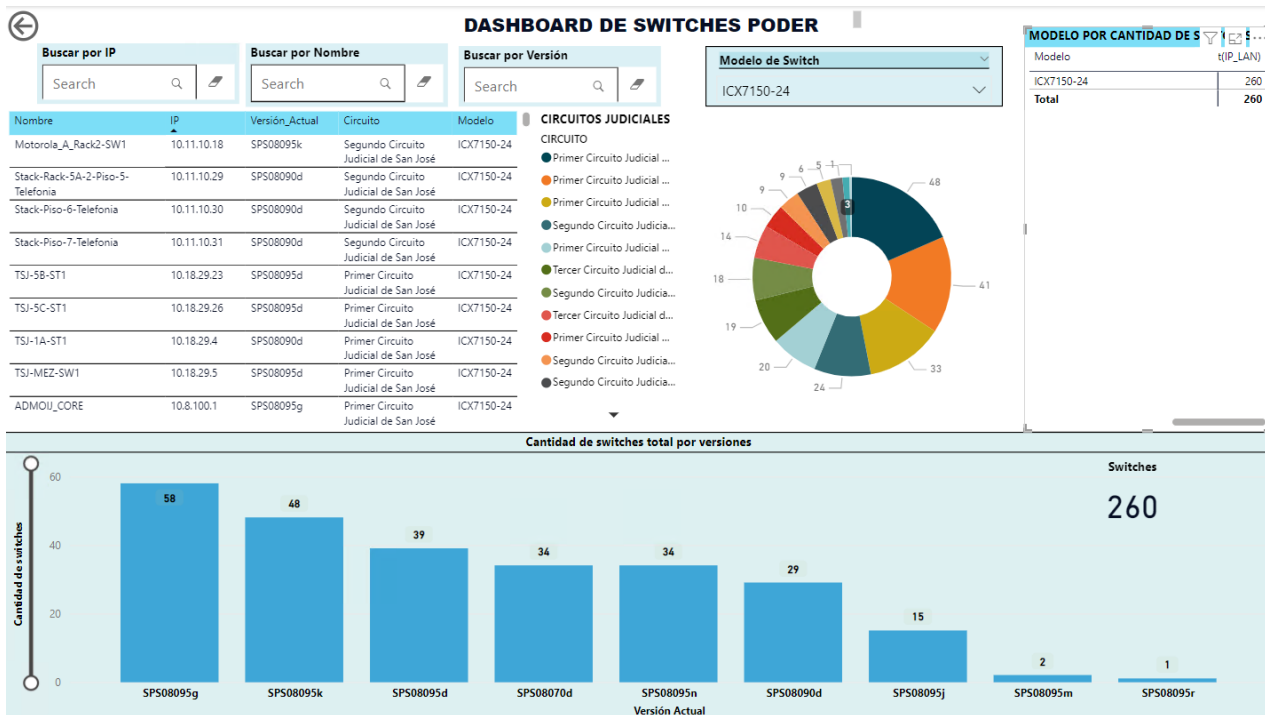 DASHBOARD DE SWITCHES PODER
Buscar por IP
Search
Buscar por Nombre
Search
Buscar por Versión
Search
Modelo de Switch
ICX7150-24
MODELO POR CANTIDAD DE S
Modelo t(IP_LAN)
ICX7150-24 260
Total 260
Nombre IP Versión_Actual Circuito Modelo
Motorola_A_Rack2-SW1 10.11.10.18 SPS08095k Segundo Circuito ICX7150-24
Judicial de San José
Stack-Rack-5A-2-Piso-5- 10.11.10.29 SPS08090d Segundo Circuito ICX7150-24
Telefonia Judicial de San José
Stack-Piso-6-Telefonia 10.11.10.30 SPS08090d Segundo Circuito ICX7150-24
Judicial de San José
Stack-Piso-7-Telefonia 10.11.10.31 SPS08090d Segundo Circuito ICX7150-24
Judicial de San José
TSJ-5B-ST1 10.18.29.23 SPS08095d Primer Circuito ICX7150-24
Judicial de San José
TSJ-5C-ST1 10.18.29.26 SPS08095d Primer Circuito ICX7150-24
Judicial de San José
TSJ-1A-ST1 10.18.29.4 SPS08090d Primer Circuito ICX7150-24
Judicial de San José
TSJ-MEZ-SW1 10.18.29.5 SPS08095d Primer Circuito ICX7150-24
Judicial de San José
ADMOIJ_CORE 10.8.100.1 SPS08095g Primer Circuito ICX7150-24
Judicial de San José
CIRCUITOS JUDICIALES
CIRCUITO
Primer Circuito Judicial ...
Primer Circuito Judicial ...
Primer Circuito Judicial ...
Segundo Circuito Judicia...
Primer Circuito Judicial ...
Tercer Circuito Judicial d...
Segundo Circuito Judicia...
Tercer Circuito Judicial d...
Primer Circuito Judicial ...
Segundo Circuito Judicia...
Segundo Circuito Judicia...
48
41
33
24
20
19
18
14
10
9
9
6
5
3
1
Cantidad de switches total por versiones
Switches
260
Cantidad de switches
60
40
20
0
58
48
39
34
34
29
15
2
1
SPS08095g SPS08095k SPS08095d SPS08070d SPS08095n SPS08090d SPS08095j SPS08095m SPS08095r
Versión Actual